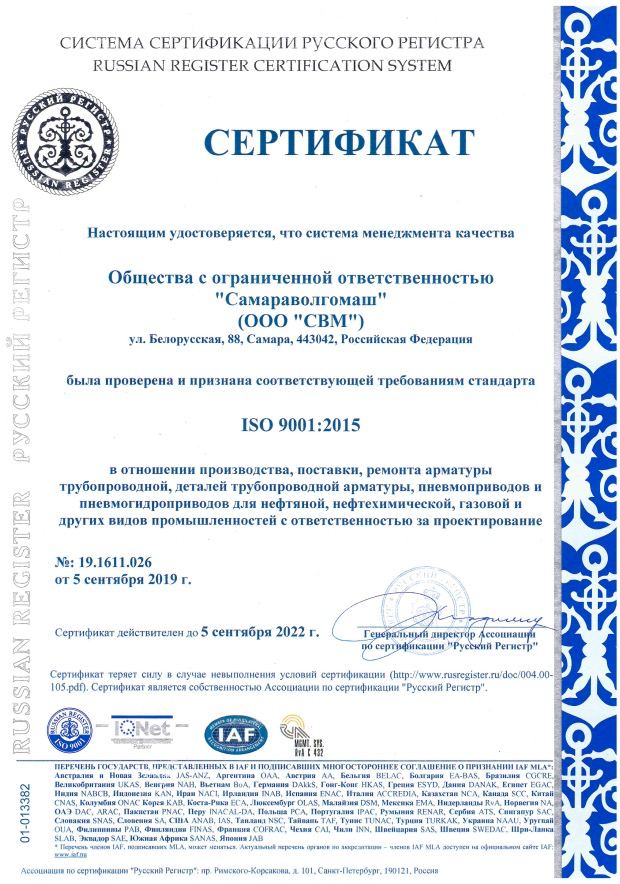 СИСТЕМА СЕРТИФИКАЦИИ РУССКОГО РЕГИСТРА
RUSSIAN REGISTER CERTIFICATION SYSTEM
РУССКИЙ РЕГИСТР
RUSSIAN REGISTER
СЕРТИФИКАТ
Настоящим удостоверяется, что система менеджмента качества
Общества с ограниченной ответственностью
"Самараволгомаш"
(ООО "СВМ")
ул. Белорусская, 88, Самара, 443042, Российская Федерация
была проверена и признана соответствующей требованиям стандарта
ISO 9001:2015
в отношении производства, поставки, ремонта арматуры
трубопроводной, деталей трубопроводной арматуры, пневмоприводов и
пневмогидроприводов для нефтяной, нефтехимической, газовой и
других видов промышленностей с ответственностью за проектирование
№: 19.1611.026
от 5 сентября 2019 г.
Сертификат действителен до 5 сентября 2022 г.
Генеральный директор Ассоциации
по сертификации "Русский Регистр"
Сертификат теряет силу в случае невыполнения условий сертификации (http://www.rusregister.ru/doc/004.00-
105.pdf). Сертификат является собственностью Ассоциации по сертификации "Русский Регистр".
RUSSIAN REGISTER
ISO 9001
IQNet
Partner
IAF
MGMT. SYS.
RvA C 432
ПЕРЕЧЕНЬ ГОСУДАРСТВ, ПРЕДСТАВЛЕННЫХ В IAF И ПОДПИСАВШИХ МНОГОСТОРОННЕЕ СОГЛАШЕНИЕ О ПРИЗНАНИИ IAF MLA*:
Австралия и Новая Зеландия JAS-ANZ, Аргентина OAA, Австрия AA, Бельгия BELAC, Болгария EA-BAS, Бразилия CGCRE,
Великобритания UKAS, Венгрия NAH, Вьетнам BoA, Германия DAkkS, Гонг-Конг HKAS, Греция ESYD, Дания DANAK, Египет EGAC,
Индия NABCB, Индонезия KAN, Иран NACI, Ирландия INAB, Испания ENAC, Италия ACCREDIA, Казахстан NCA, Канада SCC, Китай
CNAS, Колумбия ONAC Корея KAB, Коста-Рика ECA, Люксембург OLAS, Малайзия DSM, Мексика EMA, Нидерланды RvA, Норвегия NA,
ОАЭ DAC, ARAC, Пакистан PNAC, Перу INACAL-DA, Польша PCA, Португалия IPAC, Румыния RENAR, Сербия ATS, Сингапур SAC,
Словакия SNAS, Словения SA, США ANAB, IAS, Таиланд NSC, Тайвань TAF, Тунис TUNAC, Турция TURKAK, Украина NAAU, Уругвай
OUA, Филиппины PAB, Финляндия FINAS, Франция COFRAC, Чехия CAI, Чили INN, Швейцария SAS, Швеция SWEDAC, Шри-Ланка
SLAB, Эквадор SAE, Южная Африка SANAS, Япония JAB
* Перечень членов IAF, подписавших MLA, может меняться. Актуальный перечень органов по аккредитации – членов IAF MLA доступен на официальном сайте IAF:
www.iaf.nu
Ассоциация по сертификации "Русский Регистр": пр. Римского-Корсакова, д. 101, Санкт-Петербург, 190121, Россия
RUSSIAN REGISTER РУССКИЙ РЕГИСТР
01-013382